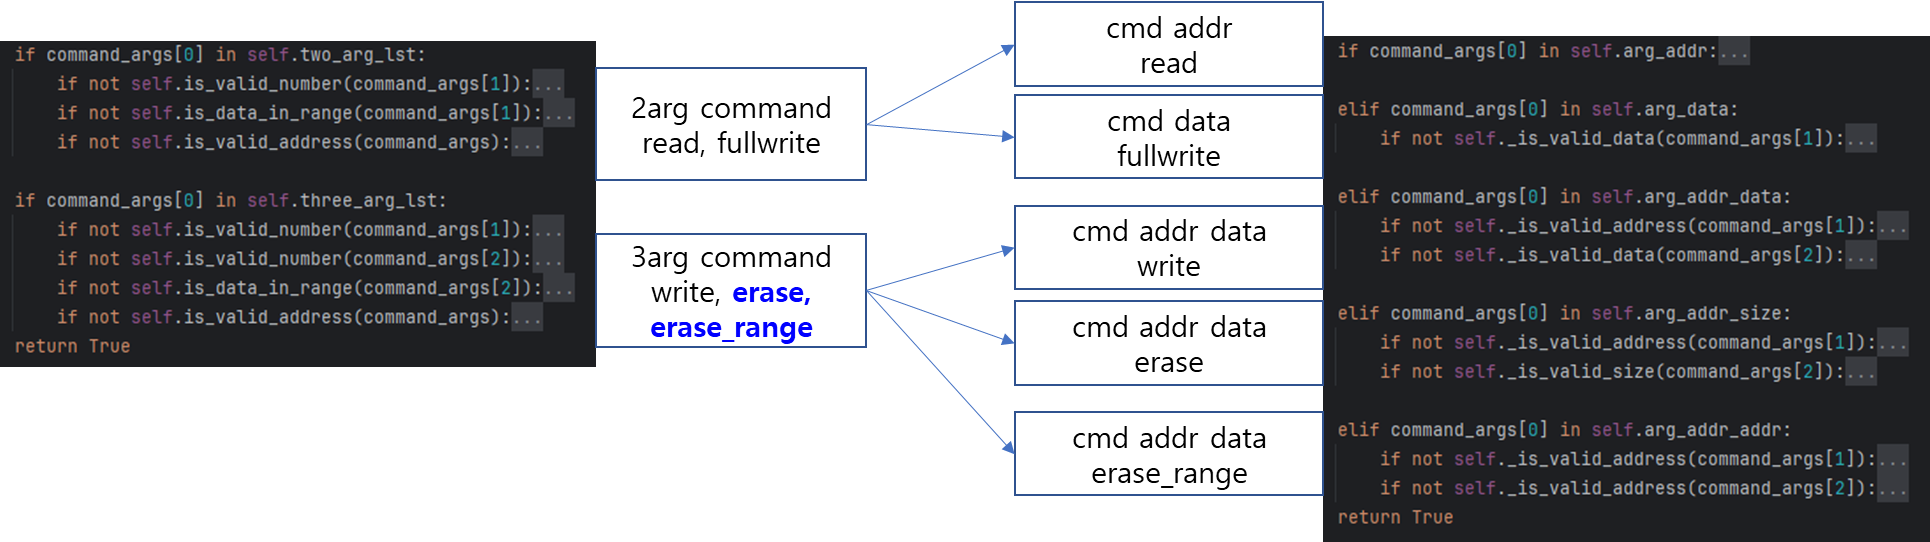 if command_args[0] in self.two_arg_lst:
if not self.is_valid_number(command_args[1]):...
if not self.is_data_in_range(command_args[1]):...
if not self.is_valid_address(command_args):...
if command_args[0] in self.three_arg_lst:
if not self.is_valid_number(command_args[1]):...
if not self.is_valid_number(command_args[2]):...
if not self.is_data_in_range(command_args[2]):...
if not self.is_valid_address(command_args):...
return True
2arg command
read, fullwrite
3arg command
write, erase,
erase_range
cmd addr
read
cmd data
fullwrite
cmd addr data
write
cmd addr data
erase
cmd addr data
erase_range
if command_args[0] in self.arg_addr:...
elif command_args[0] in self.arg_data:
if not self._is_valid_data(command_args[1]):...
elif command_args[0] in self.arg_addr_data:
if not self._is_valid_address(command_args[1]):...
if not self._is_valid_data(command_args[2]):...
elif command_args[0] in self.arg_addr_size:
if not self._is_valid_address(command_args[1]):...
if not self._is_valid_size(command_args[2]):...
elif command_args[0] in self.arg_addr_addr:
if not self._is_valid_address(command_args[1]):...
if not self._is_valid_address(command_args[2]):...
return True